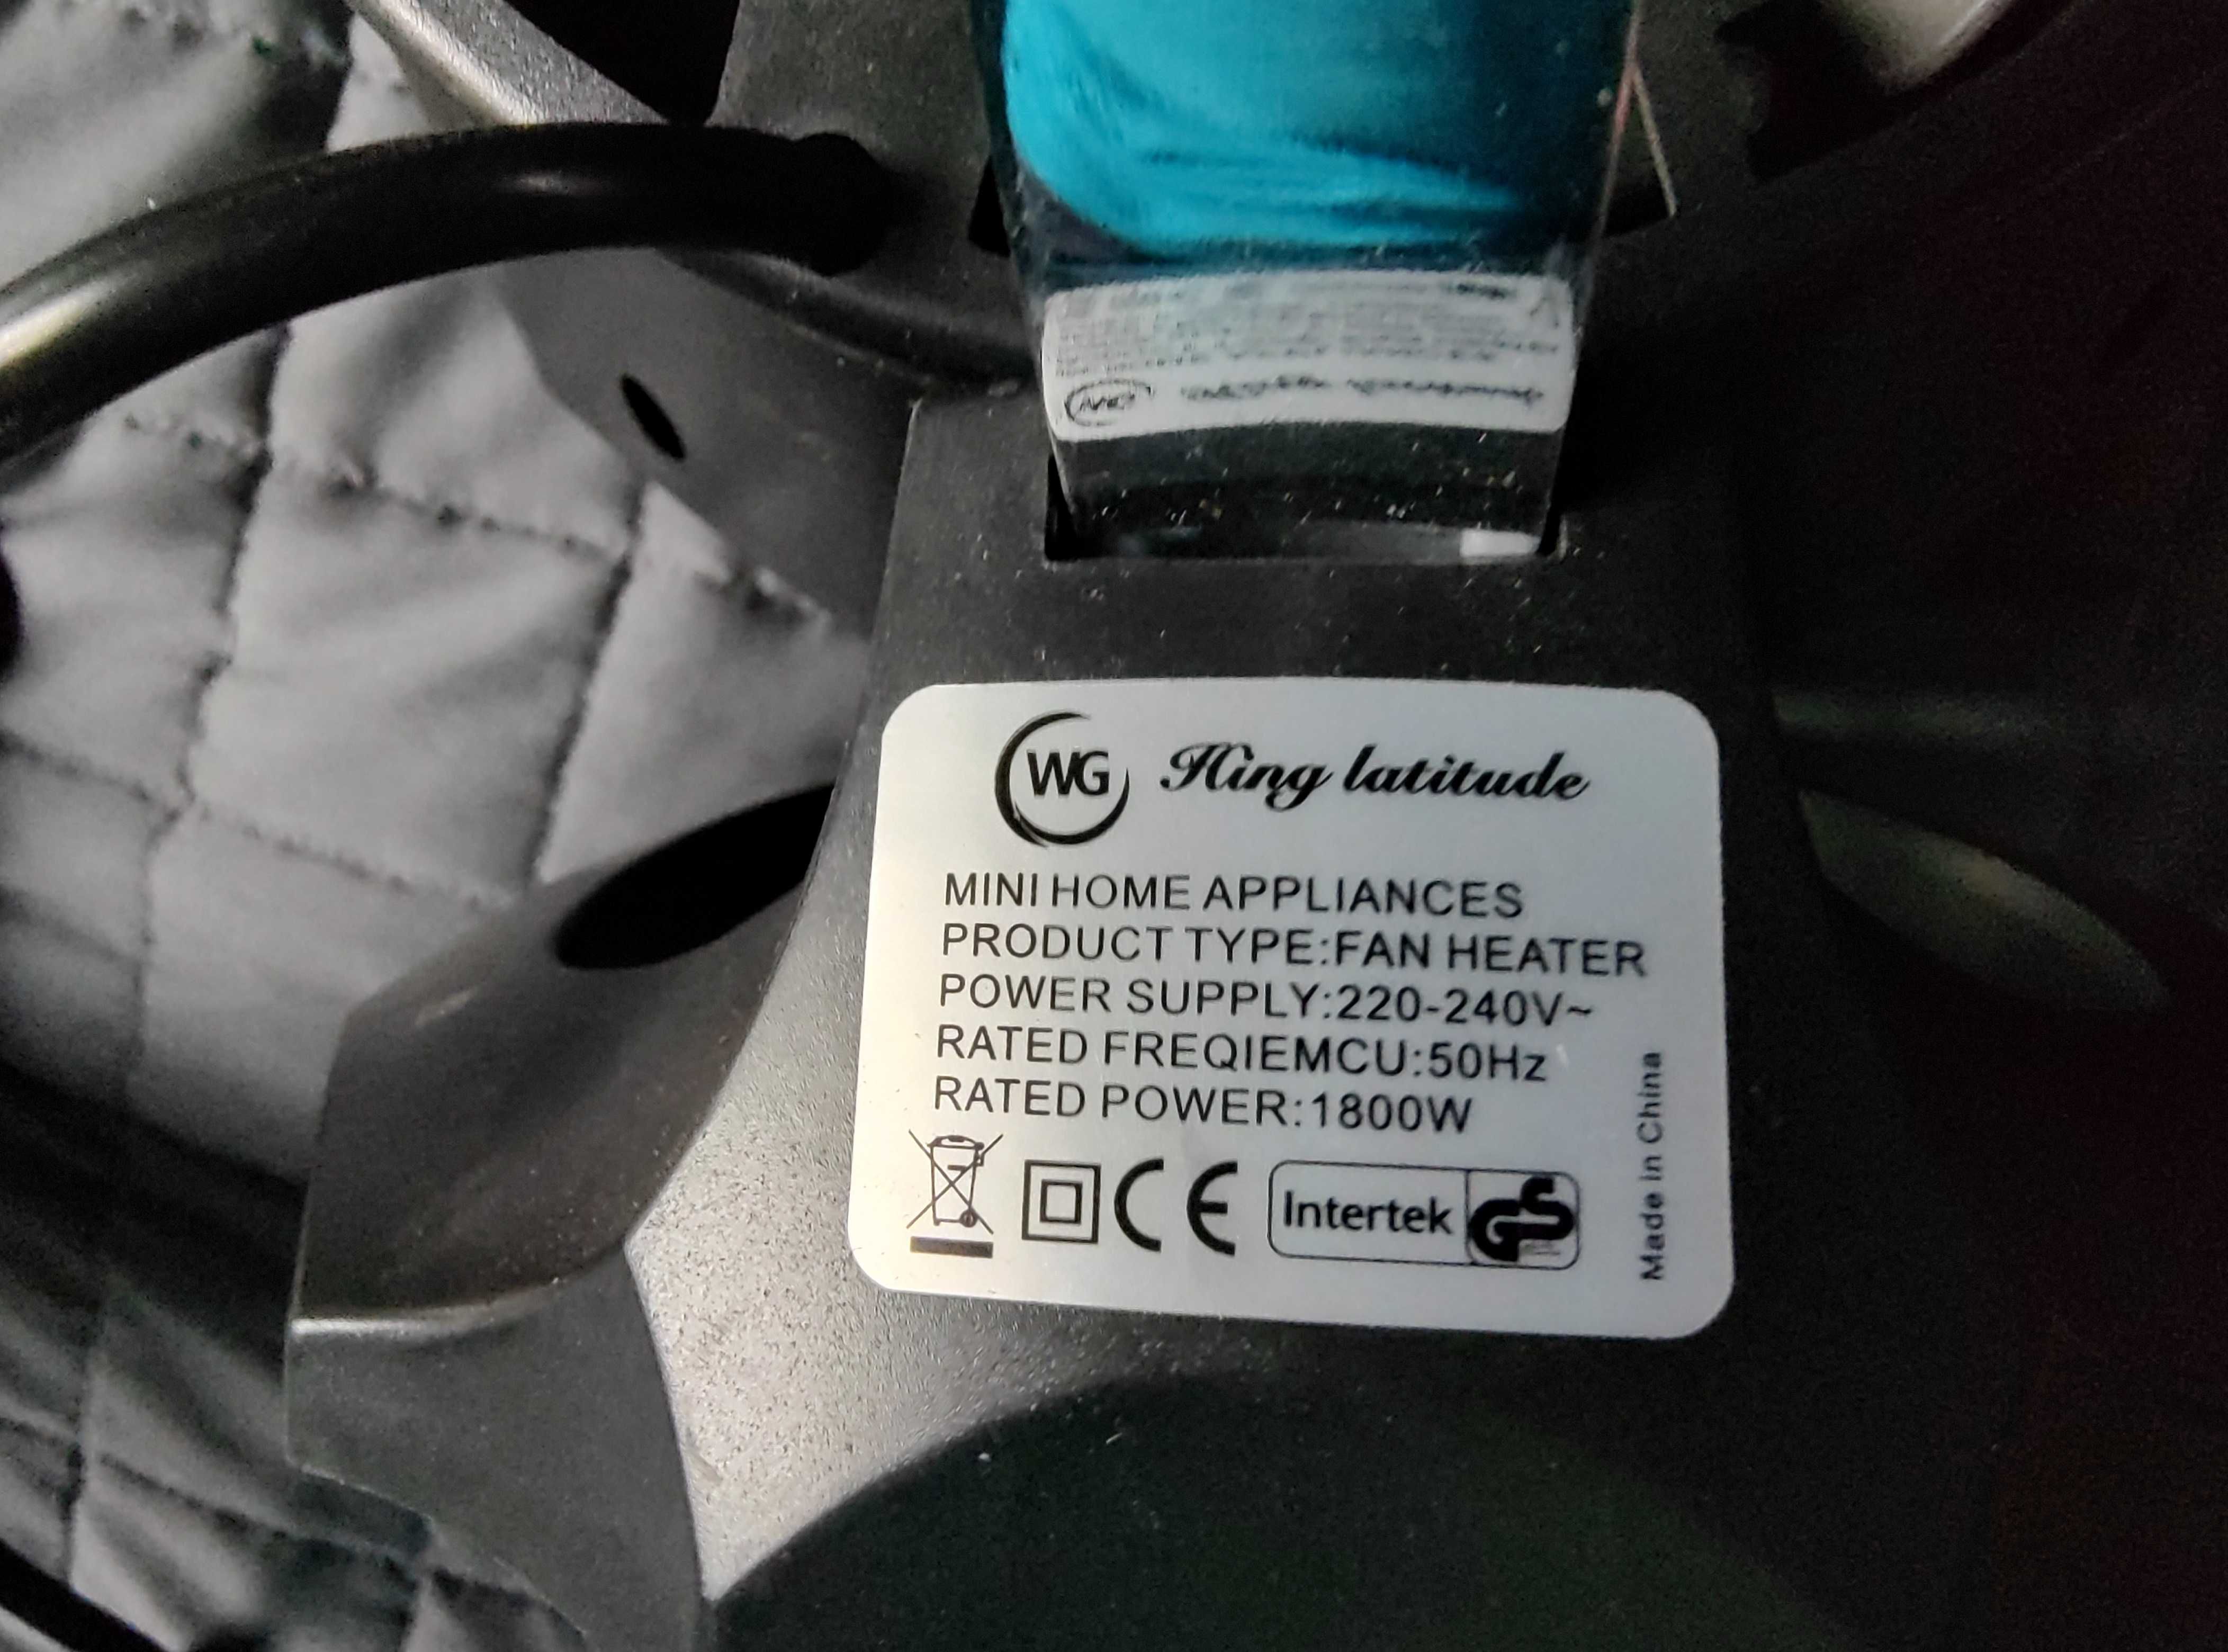 WG King latitude
MINI HOME APPLIANCES
PRODUCT TYPE:FAN HEATER
POWER SUPPLY:220-240V~
RATED FREQIEMCU:50Hz
RATED POWER:1800W
CE Intertek GS
Made in China